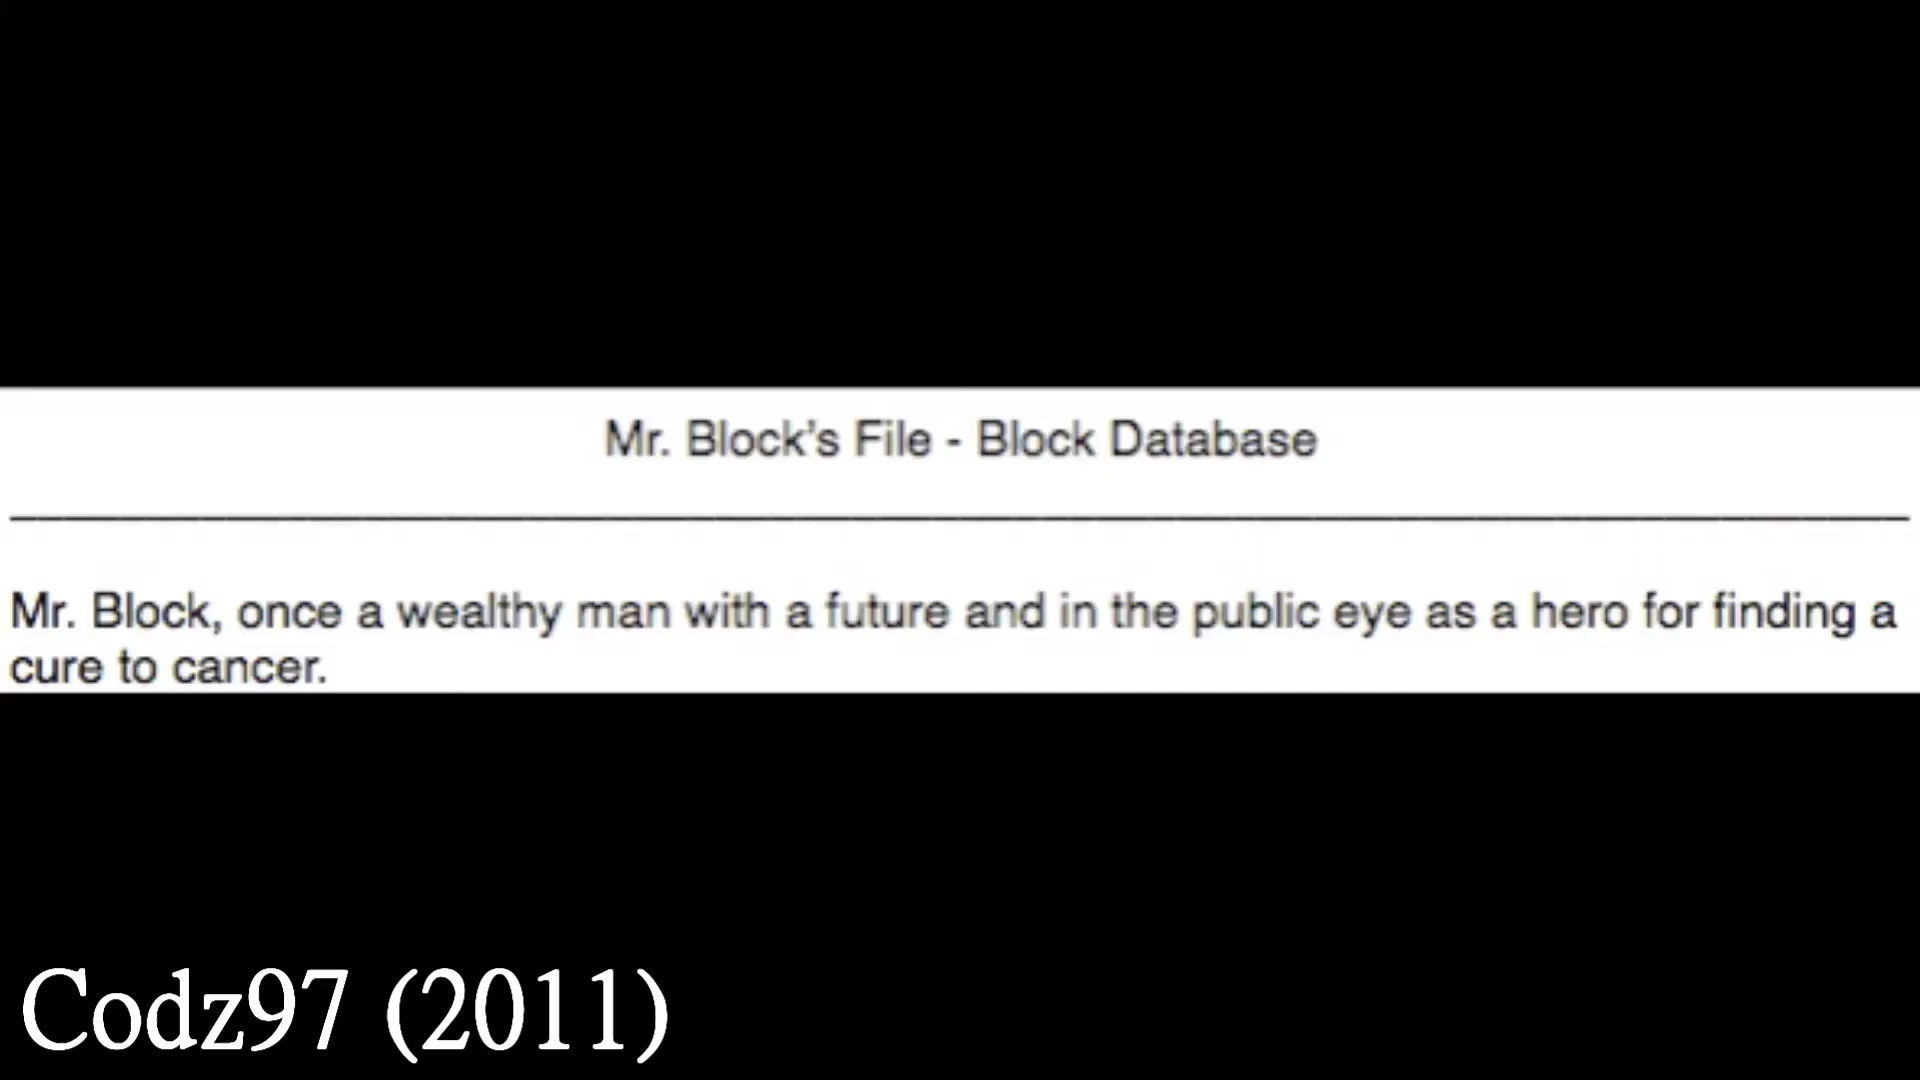 Mr. Block's File - Block Database
Mr. Block, once a wealthy man with a future and in the public eye as a hero for finding a
cure to cancer.
Codz97 (2011)